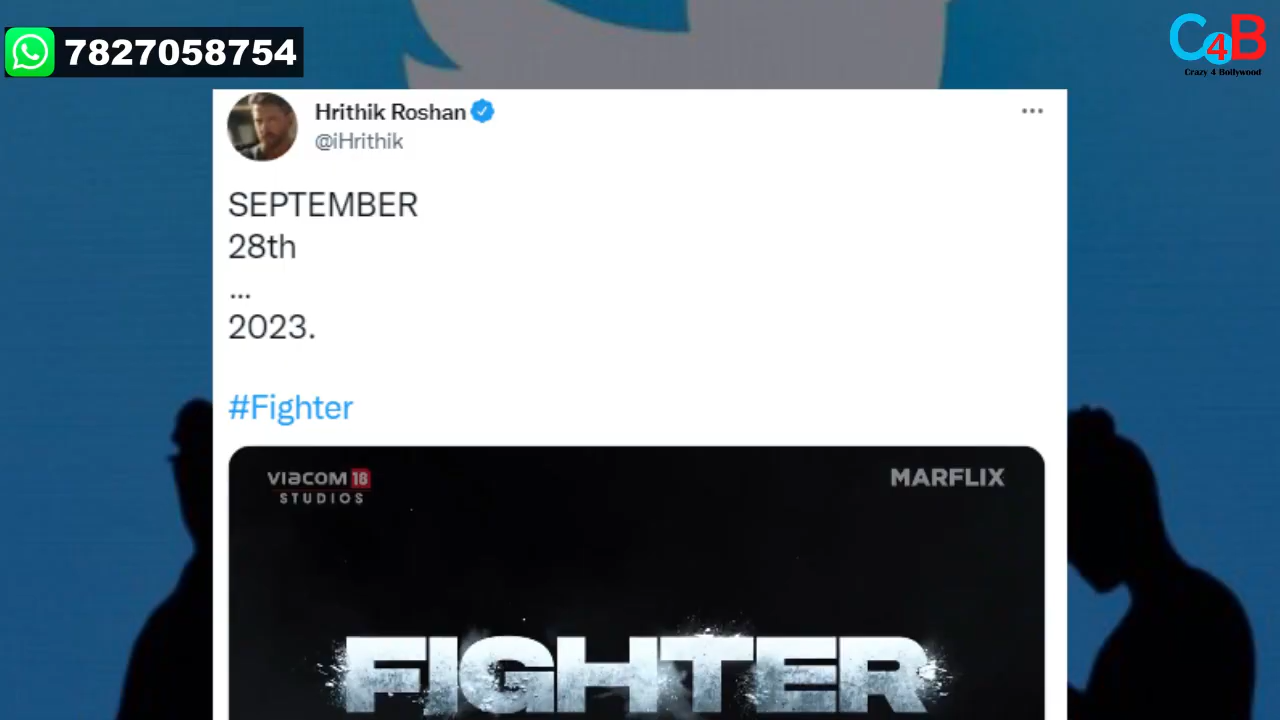 7827058754
C4B
Crazy 4 Bollywood
Hrithik Roshan
@iHrithik
SEPTEMBER
28th
...
2023.
#Fighter
VIACOM 18
STUDIOS
MARFLIX
FIGHTER